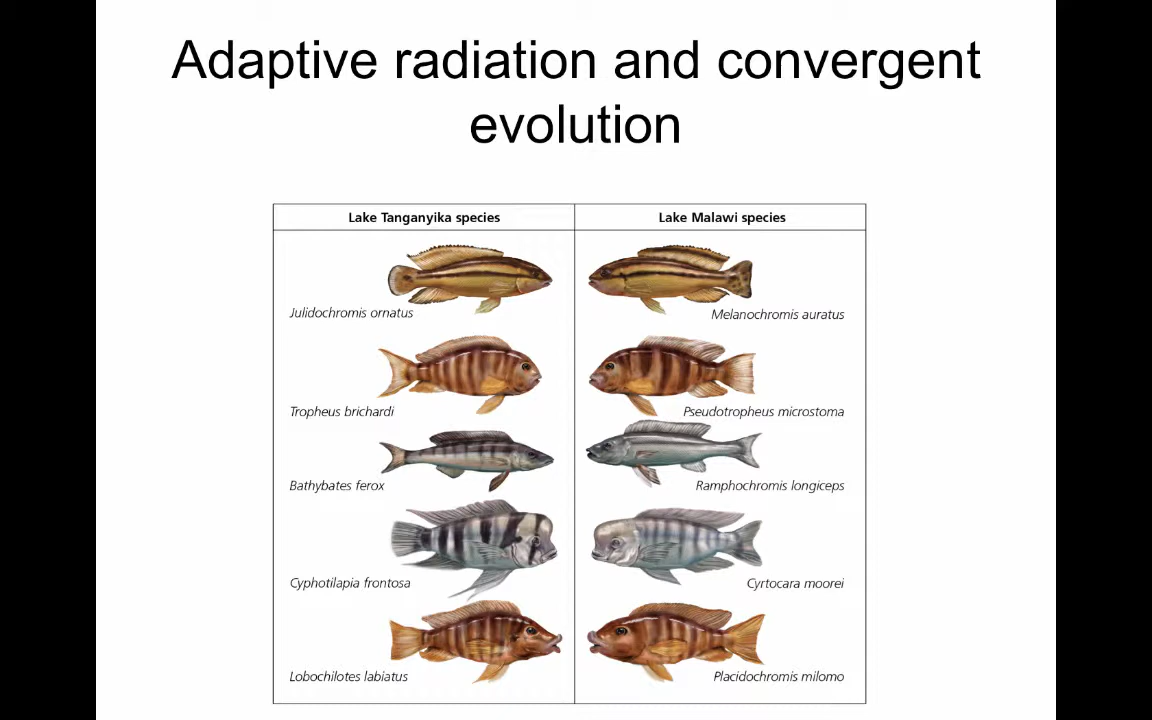 Adaptive radiation and convergent
evolution
Lake Tanganyika species
Lake Malawi species
Julidochromis ornatus
Melanochromis auratus
Tropheus brichardi
Pseudotropheus microstoma
Bathybates ferox
Ramphochromis longiceps
Cyphotilapia frontosa
Cyrtocara moorei
Lobochilotes labiatus
Placidochromis milomo